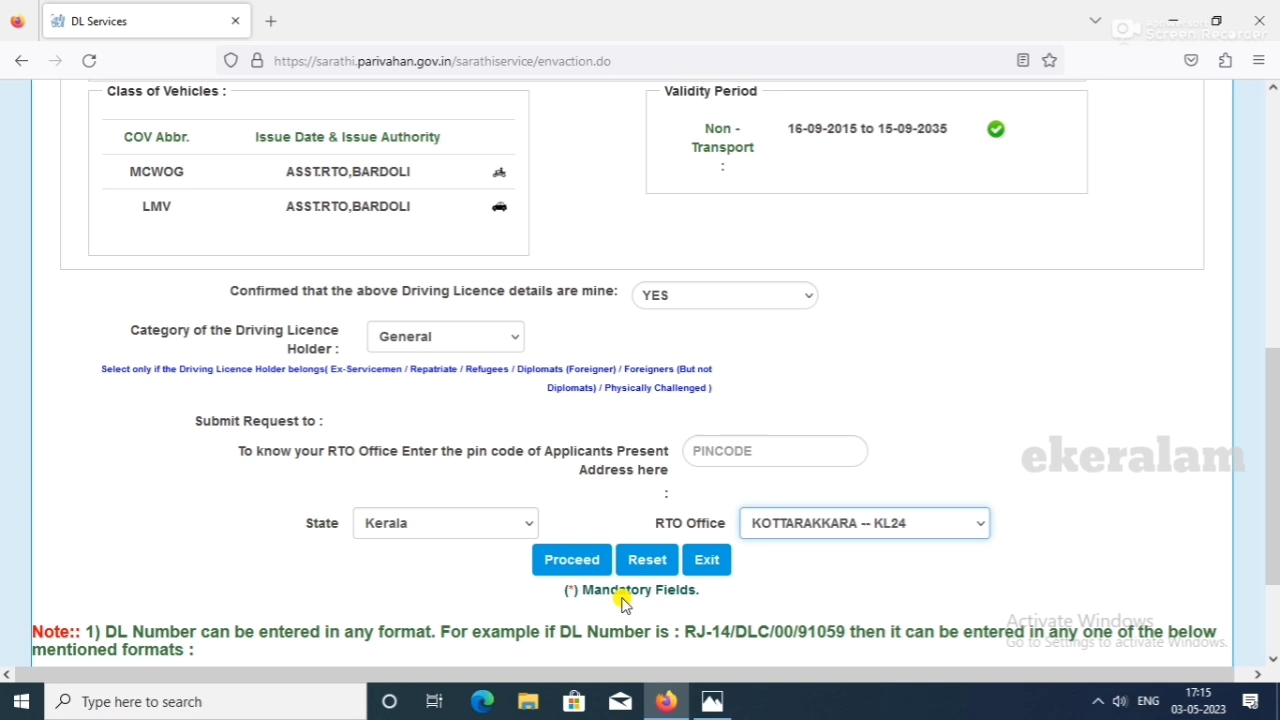 DL Services
https://sarathi.parivahan.gov.in/sarathiservice/envaction.do
Class of Vehicles :
COV Abbr. Issue Date & Issue Authority
MCWOG ASST.RTO,BARDOLI
LMV ASST.RTO,BARDOLI
Validity Period
Non - 16-09-2015 to 15-09-2035
Transport
:
Confirmed that the above Driving Licence details are mine: YES
Category of the Driving Licence General
Holder :
Select only if the Driving Licence Holder belongs( Ex-Servicemen / Repatriate / Refugees / Diplomats (Foreigner) / Foreigners (But not
Diplomats) / Physically Challenged )
Submit Request to :
To know your RTO Office Enter the pin code of Applicants Present PINCODE
Address here
:
ekeralam
State Kerala RTO Office KOTTARAKKARA -- KL24
Proceed Reset Exit
(*) Mandatory Fields.
Note:: 1) DL Number can be entered in any format. For example if DL Number is : RJ-14/DLC/00/91059 then it can be entered in any one of the below
mentioned formats :
Activate Windows
Go to Settings to activate Windows.
Type here to search
ENG 17:15
03-05-2023